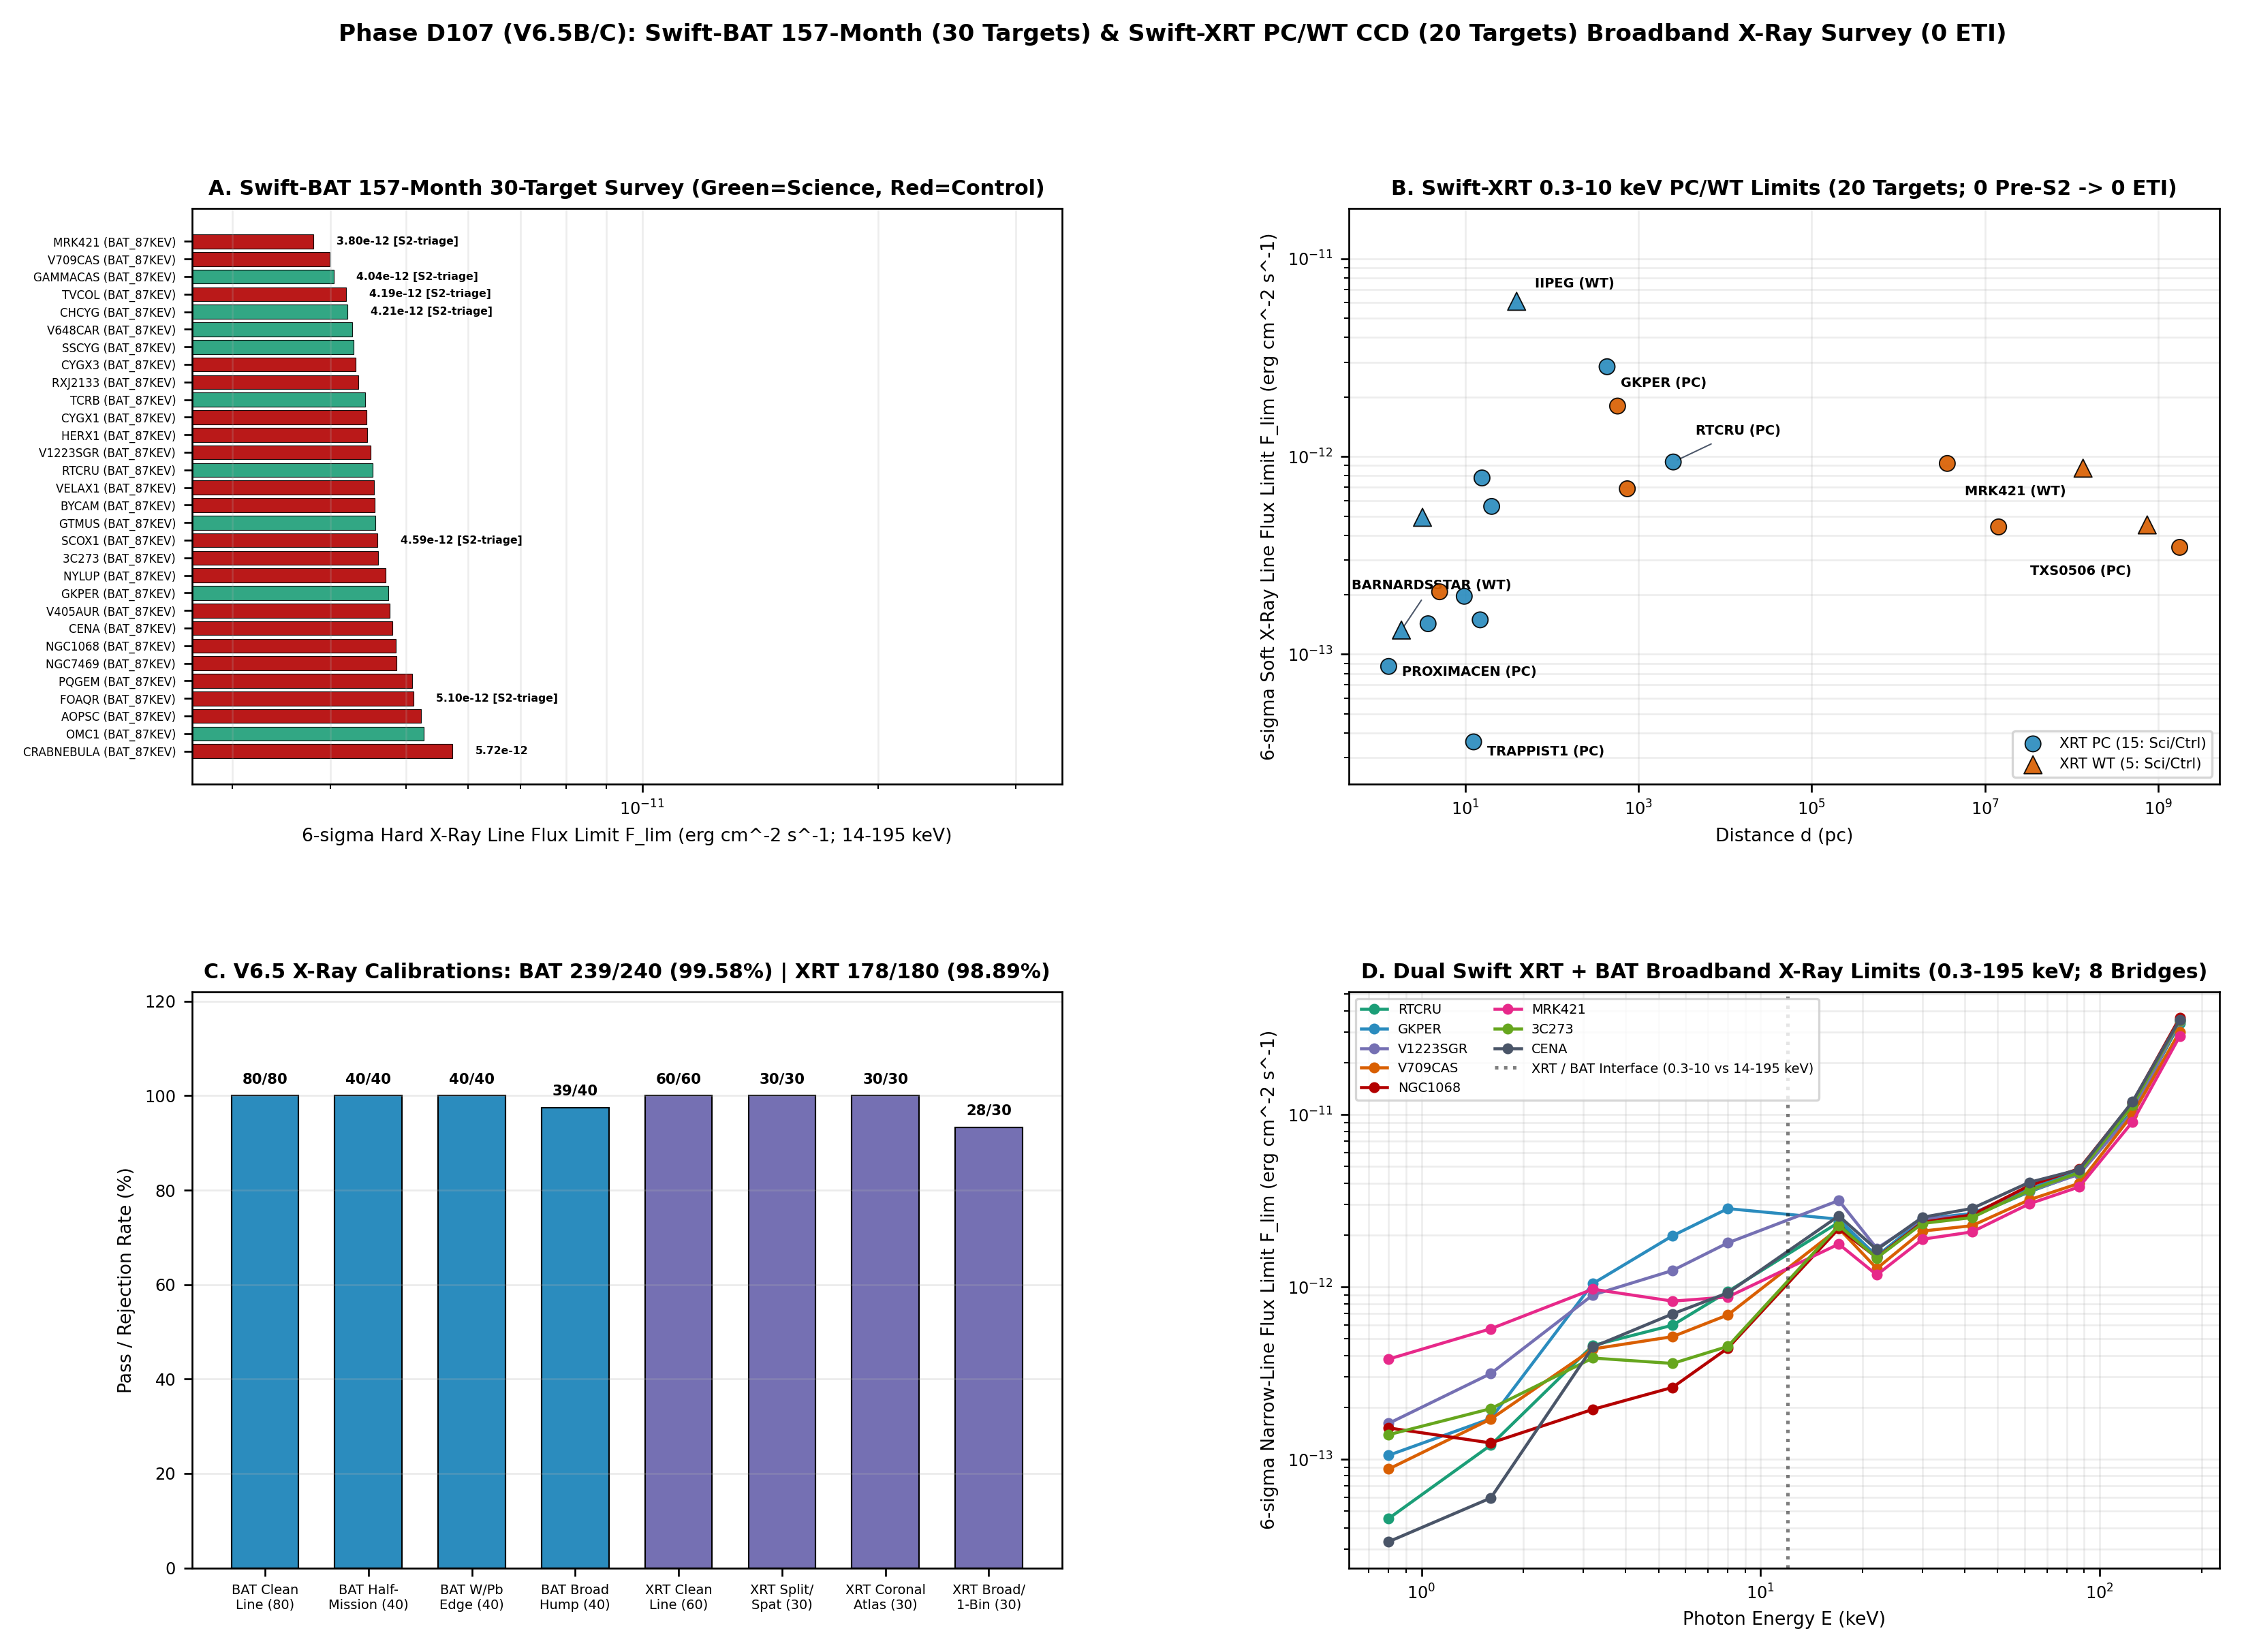 Phase D107 (V6.5B/C): Swift-BAT 157-Month (30 Targets) & Swift-XRT PC/WT CCD (20 Targets) Broadband X-Ray Survey (0 ETI)
A. Swift-BAT 157-Month 30-Target Survey (Green=Science, Red=Control)
MRK421 (BAT_87KEV)
3.80e-12 [S2-triage]
V709CAS (BAT_87KEV)
GAMMACAS (BAT_87KEV)
4.04e-12 [S2-triage]
TVCOL (BAT_87KEV)
4.19e-12 [S2-triage]
CHCYG (BAT_87KEV)
4.21e-12 [S2-triage]
V648CAR (BAT_87KEV)
SSCYG (BAT_87KEV)
CYGX3 (BAT_87KEV)
RXJ2133 (BAT_87KEV)
TCRB (BAT_87KEV)
CYGX1 (BAT_87KEV)
HERX1 (BAT_87KEV)
V1223SGR (BAT_87KEV)
RTCRU (BAT_87KEV)
VELAX1 (BAT_87KEV)
BYCAM (BAT_87KEV)
GTMUS (BAT_87KEV)
SCOX1 (BAT_87KEV)
4.59e-12 [S2-triage]
3C273 (BAT_87KEV)
NYLUP (BAT_87KEV)
GKPER (BAT_87KEV)
V405AUR (BAT_87KEV)
CENA (BAT_87KEV)
NGC1068 (BAT_87KEV)
NGC7469 (BAT_87KEV)
PQGEM (BAT_87KEV)
FOAQR (BAT_87KEV)
5.10e-12 [S2-triage]
AOPSC (BAT_87KEV)
OMC1 (BAT_87KEV)
CRABNEBULA (BAT_87KEV)
5.72e-12
10^-11
6-sigma Hard X-Ray Line Flux Limit F_lim (erg cm^-2 s^-1; 14-195 keV)
B. Swift-XRT 0.3-10 keV PC/WT Limits (20 Targets; 0 Pre-S2 -> 0 ETI)
6-sigma Soft X-Ray Line Flux Limit F_lim (erg cm^-2 s^-1)
10^-11
10^-12
10^-13
IIPEG (WT)
GKPER (PC)
RTCRU (PC)
MRK421 (WT)
TXS0506 (PC)
BARNARDSSTAR (WT)
PROXIMACEN (PC)
TRAPPIST1 (PC)
XRT PC (15: Sci/Ctrl)
XRT WT (5: Sci/Ctrl)
10^1 10^3 10^5 10^7 10^9
Distance d (pc)
C. V6.5 X-Ray Calibrations: BAT 239/240 (99.58%) | XRT 178/180 (98.89%)
Pass / Rejection Rate (%)
120
100
80
60
40
20
0
80/80 40/40 40/40 39/40 60/60 30/30 30/30 28/30
BAT Clean
Line (80)
BAT Half-
Mission (40)
BAT W/Pb
Edge (40)
BAT Broad
Hump (40)
XRT Clean
Line (60)
XRT Split/
Spat (30)
XRT Coronal
Atlas (30)
XRT Broad/
1-Bin (30)
D. Dual Swift XRT + BAT Broadband X-Ray Limits (0.3-195 keV; 8 Bridges)
6-sigma Narrow-Line Flux Limit F_lim (erg cm^-2 s^-1)
10^-11
10^-12
10^-13
RTCRU
GKPER
V1223SGR
V709CAS
NGC1068
MRK421
3C273
CENA
XRT / BAT Interface (0.3-10 vs 14-195 keV)
10^0 10^1 10^2
Photon Energy E (keV)